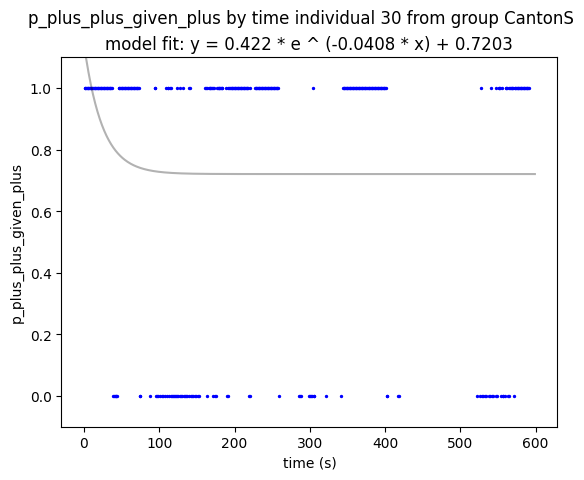 p_plus_plus_given_plus by time individual 30 from group CantonS
model fit: y = 0.422 * e ^ (-0.0408 * x) + 0.7203
p_plus_plus_given_plus
1.0
0.8
0.6
0.4
0.2
0.0
0 100 200 300 400 500 600
time (s)